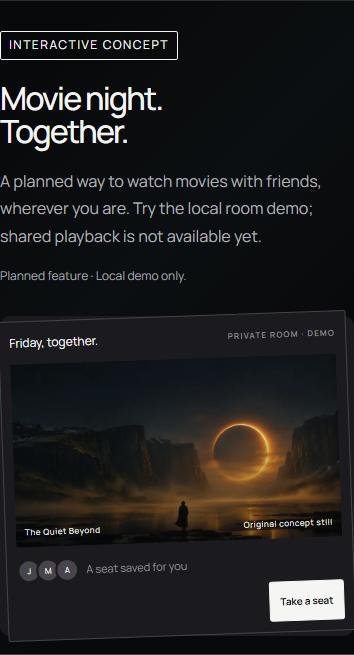 INTERACTIVE CONCEPT
Movie night.
Together.
A planned way to watch movies with friends,
wherever you are. Try the local room demo;
shared playback is not available yet.
Planned feature · Local demo only.
Friday, together.
PRIVATE ROOM · DEMO
The Quiet Beyond
Original concept still
J M A A seat saved for you
Take a seat